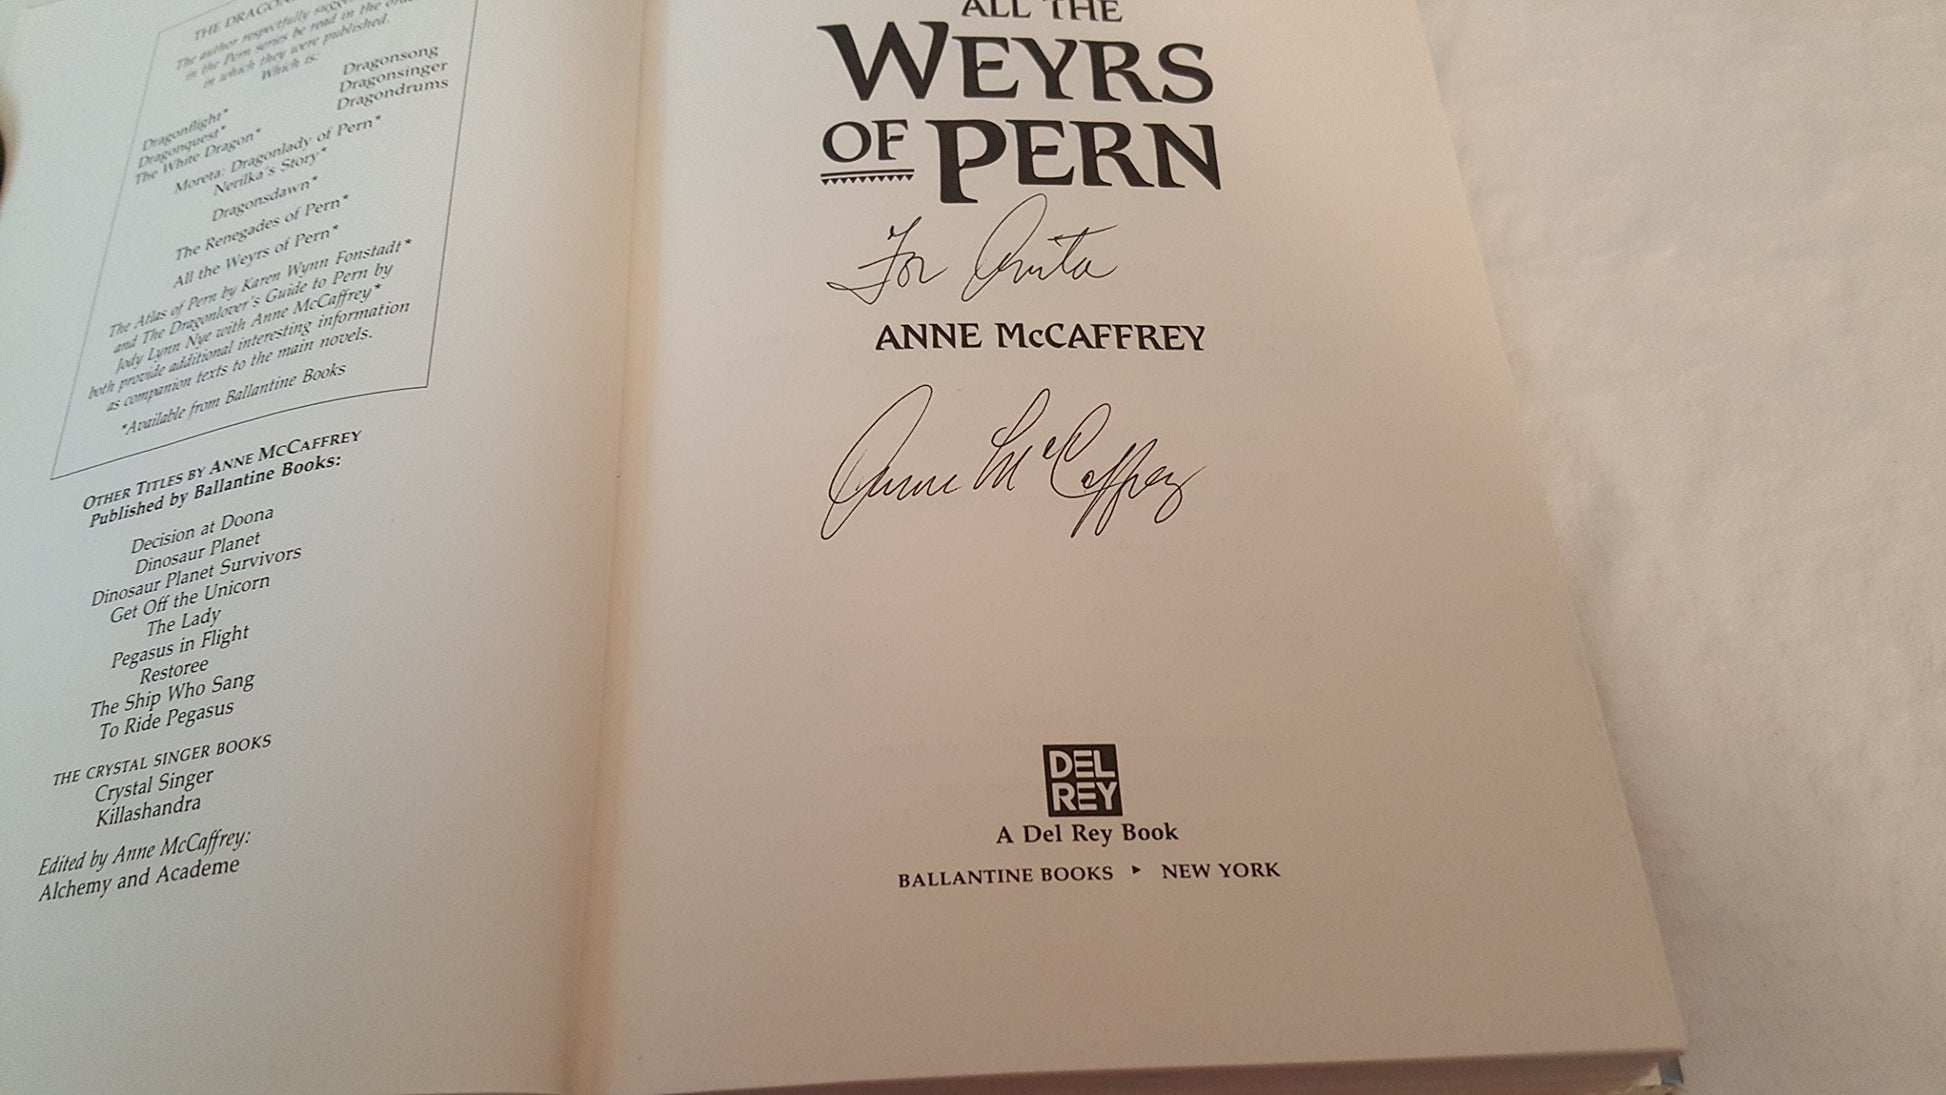 THE DRAGON
The author respectfully sugge
in the Pern series be read in the order
in which they were published.
Which is:
Dragonsong
Dragonsinger
Dragondrums
Dragonflight*
Dragonquest*
The White Dragon*
Moreta: Dragonlady of Pern*
Nerilka's Story*
Dragonsdawn*
The Renegades of Pern*
All the Weyrs of Pern*
The Atlas of Pern by Karen Wynn Fonstadt*
and The Dragonlover's Guide to Pern by
Jody Lynn Nye with Anne McCaffrey*
both provide additional interesting information
as companion texts to the main novels.
*Available from Ballantine Books
OTHER TITLES BY ANNE MCCAFFREY
Published by Ballantine Books:
Decision at Doona
Dinosaur Planet
Dinosaur Planet Survivors
Get Off the Unicorn
The Lady
Pegasus in Flight
Restoree
The Ship Who Sang
To Ride Pegasus
THE CRYSTAL SINGER BOOKS
Crystal Singer
Killashandra
Edited by Anne McCaffrey:
Alchemy and Academe
ALL THE
WEYRS
OF PERN
For Anita
ANNE McCAFFREY
Anne McCaffrey
DEL
REY
A Del Rey Book
BALLANTINE BOOKS ▸ NEW YORK